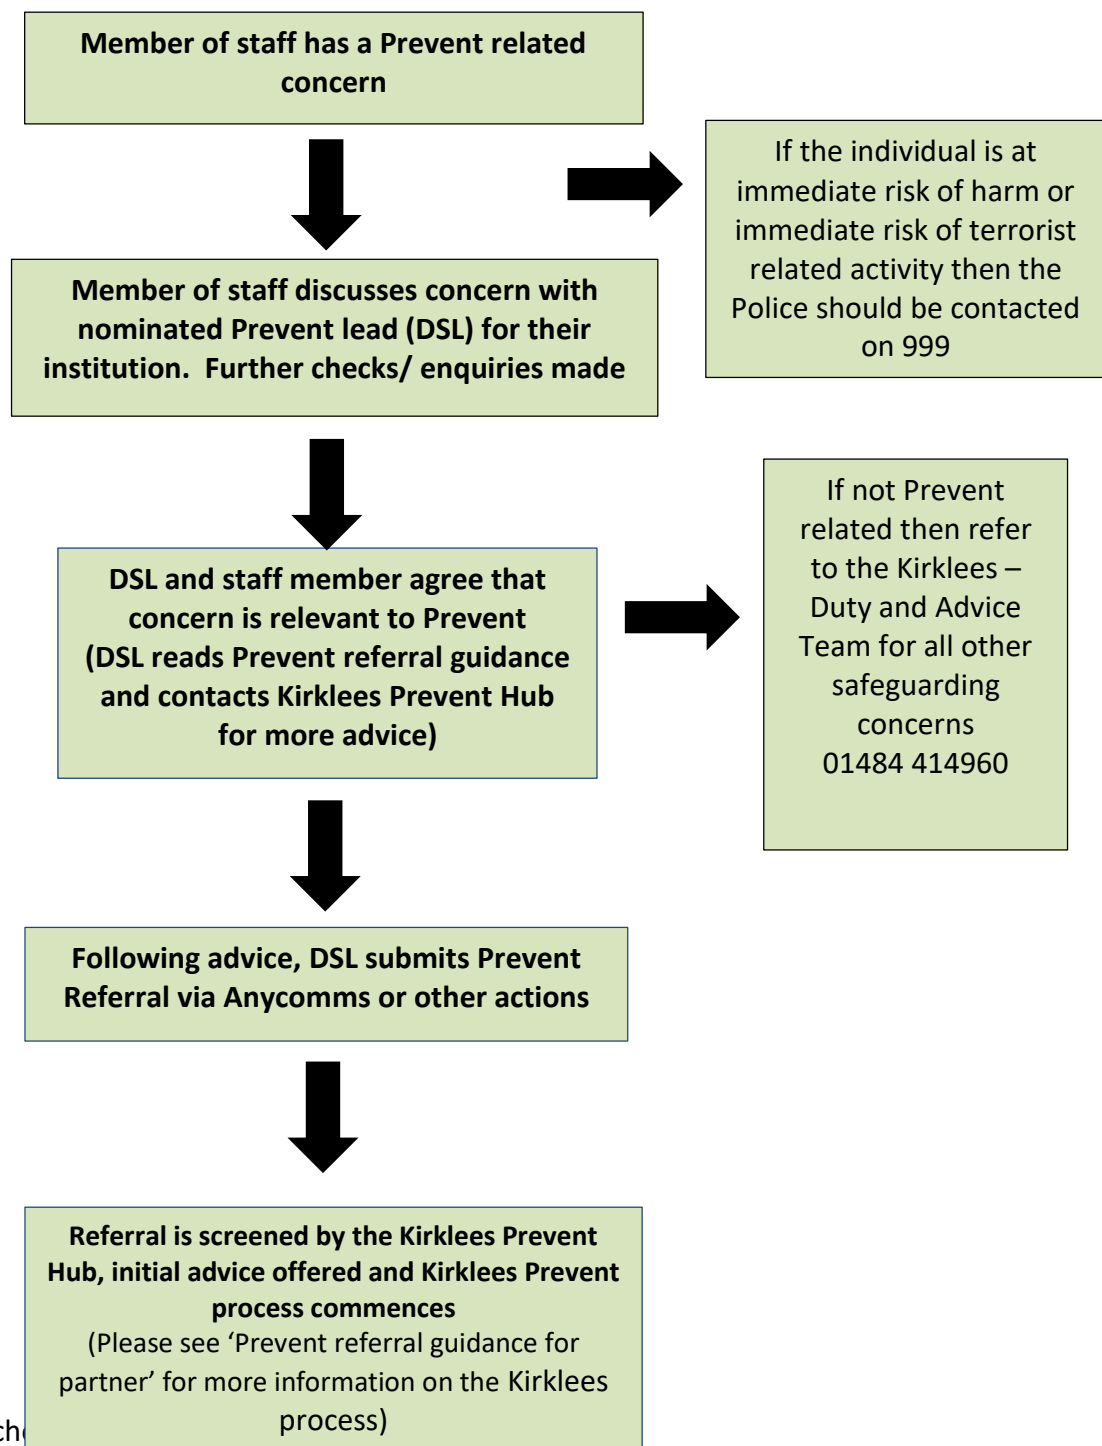 Member of staff has a Prevent related
concern
If the individual is at
immediate risk of harm or
immediate risk of terrorist
related activity then the
Police should be contacted
on 999
Member of staff discusses concern with
nominated Prevent lead (DSL) for their
institution.  Further checks/ enquiries made
DSL and staff member agree that
concern is relevant to Prevent
(DSL reads Prevent referral guidance
and contacts Kirklees Prevent Hub
for more advice)
If not Prevent
related then refer
to the Kirklees –
Duty and Advice
Team for all other
safeguarding
concerns
01484 414960
Following advice, DSL submits Prevent
Referral via Anycomms or other actions
Referral is screened by the Kirklees Prevent
Hub, initial advice offered and Kirklees Prevent
process commences
(Please see ‘Prevent referral guidance for
partner’ for more information on the Kirklees
process)